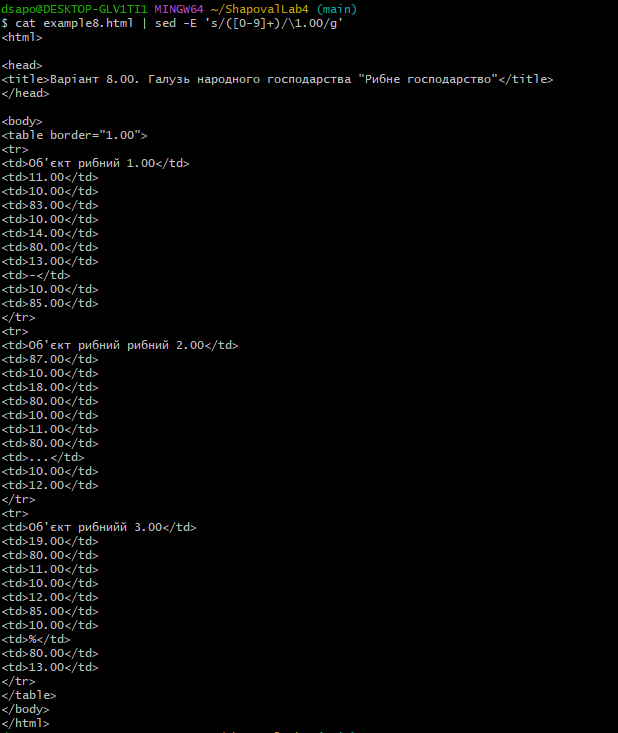 dsapo@DESKTOP-GLV1TI1 MINGW64 ~/ShapovalLab4 (main)
$ cat example8.html | sed -E 's/([0-9]+)/\1.00/g'
<html>

<head>
<title>Варіант 8.00. Галузь народного господарства "Рибне господарство"</title>
</head>

<body>
<table border="1.00">
<tr>
<td>Об'єкт рибний 1.00</td>
<td>11.00</td>
<td>10.00</td>
<td>83.00</td>
<td>10.00</td>
<td>14.00</td>
<td>80.00</td>
<td>13.00</td>
<td>-</td>
<td>10.00</td>
<td>85.00</td>
</tr>
<tr>
<td>Об'єкт рибний рибний 2.00</td>
<td>87.00</td>
<td>10.00</td>
<td>18.00</td>
<td>80.00</td>
<td>10.00</td>
<td>11.00</td>
<td>80.00</td>
<td>...</td>
<td>10.00</td>
<td>12.00</td>
</tr>
<tr>
<td>Об'єкт рибнийй 3.00</td>
<td>19.00</td>
<td>80.00</td>
<td>11.00</td>
<td>10.00</td>
<td>12.00</td>
<td>85.00</td>
<td>10.00</td>
<td>%</td>
<td>80.00</td>
<td>13.00</td>
</tr>
</table>
</body>
</html>